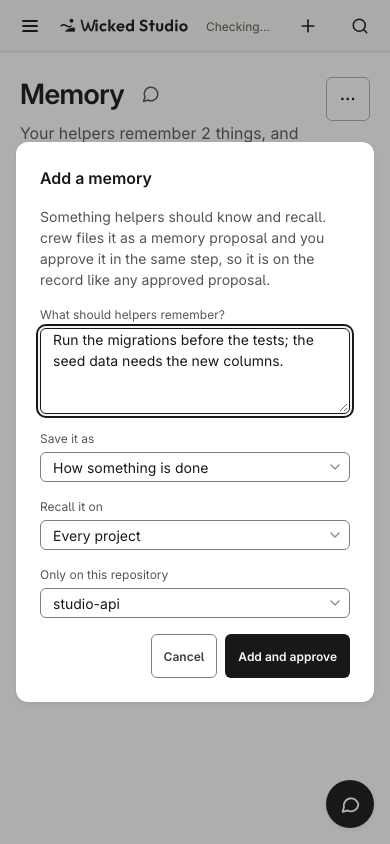 Wicked Studio
Checking...
Memory
Your helpers remember 2 things, and
Add a memory
Something helpers should know and recall.
crew files it as a memory proposal and you
approve it in the same step, so it is on the
record like any approved proposal.
What should helpers remember?
Run the migrations before the tests; the
seed data needs the new columns.
Save it as
How something is done
Recall it on
Every project
Only on this repository
studio-api
Cancel
Add and approve